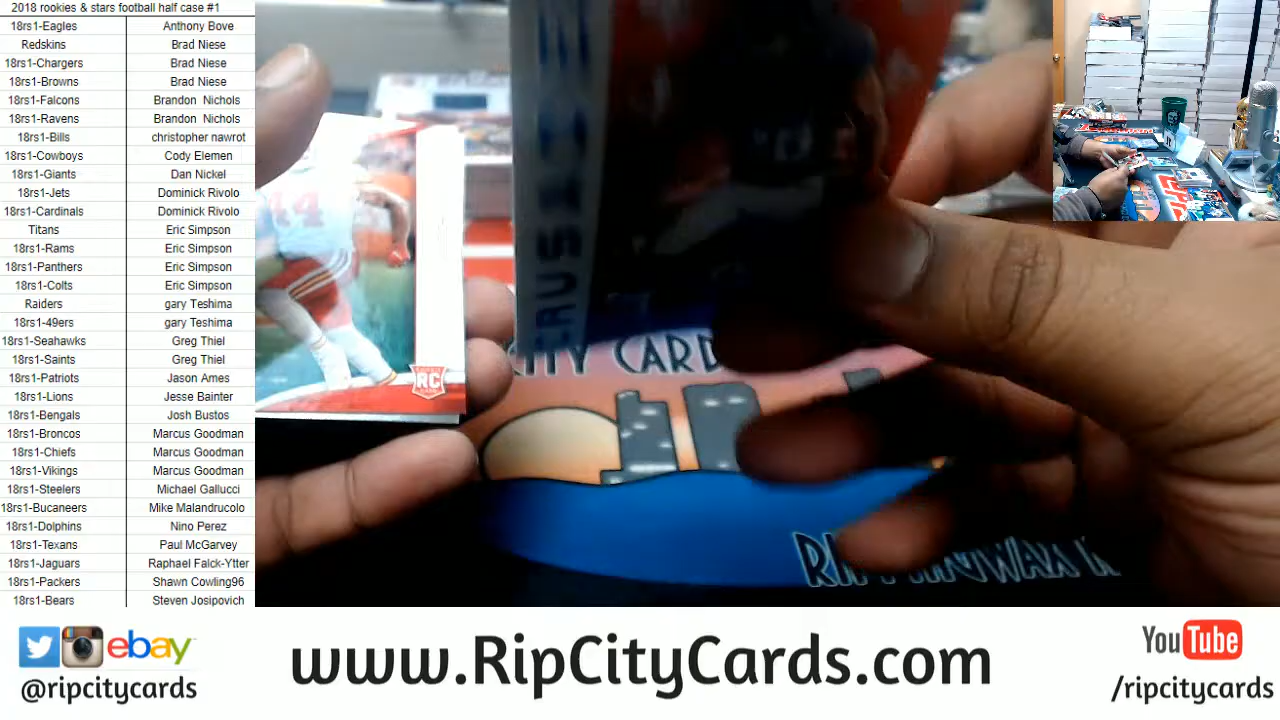 2018 rookies & stars football half case #1
18rs1-Eagles Anthony Bove
Redskins Brad Niese
18rs1-Chargers Brad Niese
18rs1-Browns Brad Niese
18rs1-Falcons Brandon Nichols
18rs1-Ravens Brandon Nichols
18rs1-Bills christopher nawrot
18rs1-Cowboys Cody Elemen
18rs1-Giants Dan Nickel
18rs1-Jets Dominick Rivolo
18rs1-Cardinals Dominick Rivolo
Titans Eric Simpson
18rs1-Rams Eric Simpson
18rs1-Panthers Eric Simpson
18rs1-Colts Eric Simpson
Raiders gary Teshima
18rs1-49ers gary Teshima
18rs1-Seahawks Greg Thiel
18rs1-Saints Greg Thiel
18rs1-Patriots Jason Ames
18rs1-Lions Jesse Bainter
18rs1-Bengals Josh Bustos
18rs1-Broncos Marcus Goodman
18rs1-Chiefs Marcus Goodman
18rs1-Vikings Marcus Goodman
18rs1-Steelers Michael Gallucci
18rs1-Bucaneers Mike Malandrucolo
18rs1-Dolphins Nino Perez
18rs1-Texans Paul McGarvey
18rs1-Jaguars Raphael Falck-Ytter
18rs1-Packers Shawn Cowling96
18rs1-Bears Steven Josipovich
44
RC
CITY CARD
ebay
@ripcitycards
www.RipCityCards.com
YouTube
/ripcitycards